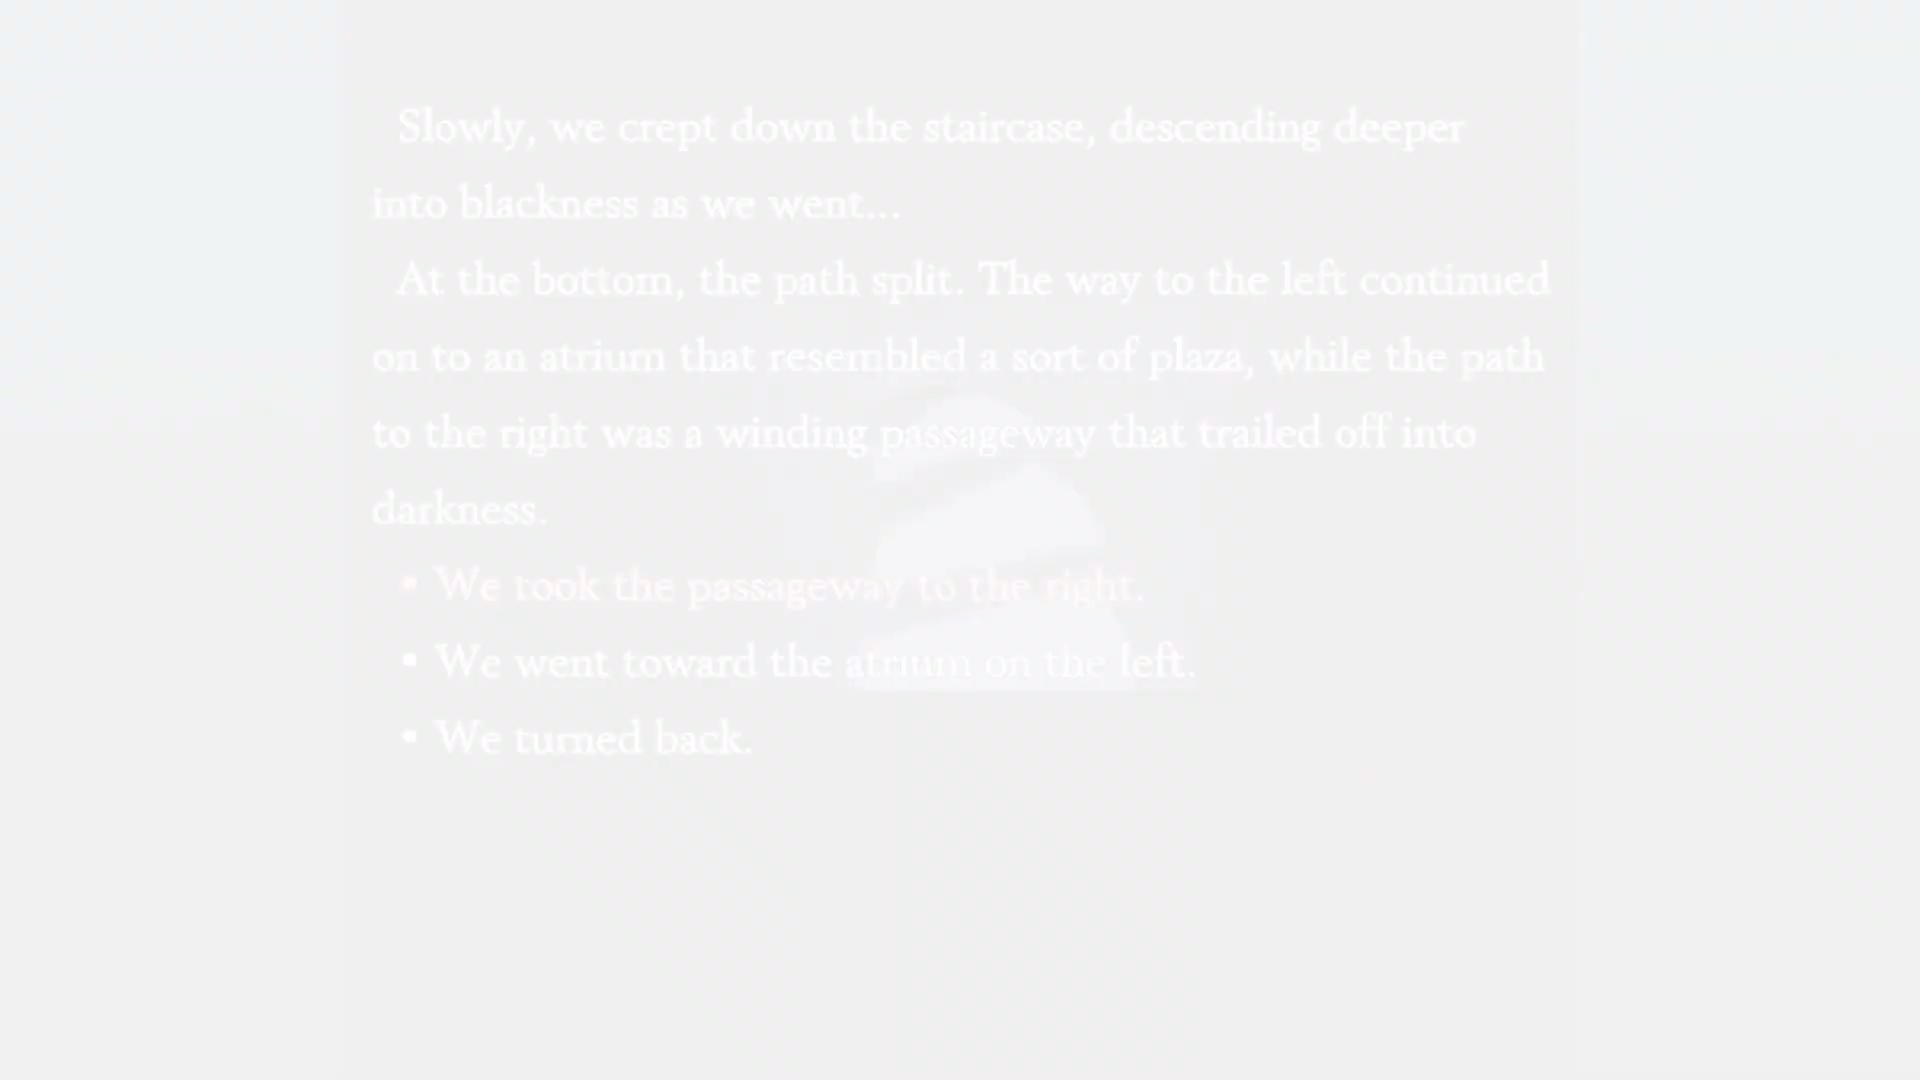 Slowly, we crept down the staircase, descending deeper
into blackness as we went...
At the bottom, the path split. The way to the left continued
on to an atrium that resembled a sort of plaza, while the path
to the right was a winding passageway that trailed off into
darkness.
• We took the passageway to the right.
• We went toward the atrium on the left.
• We turned back.